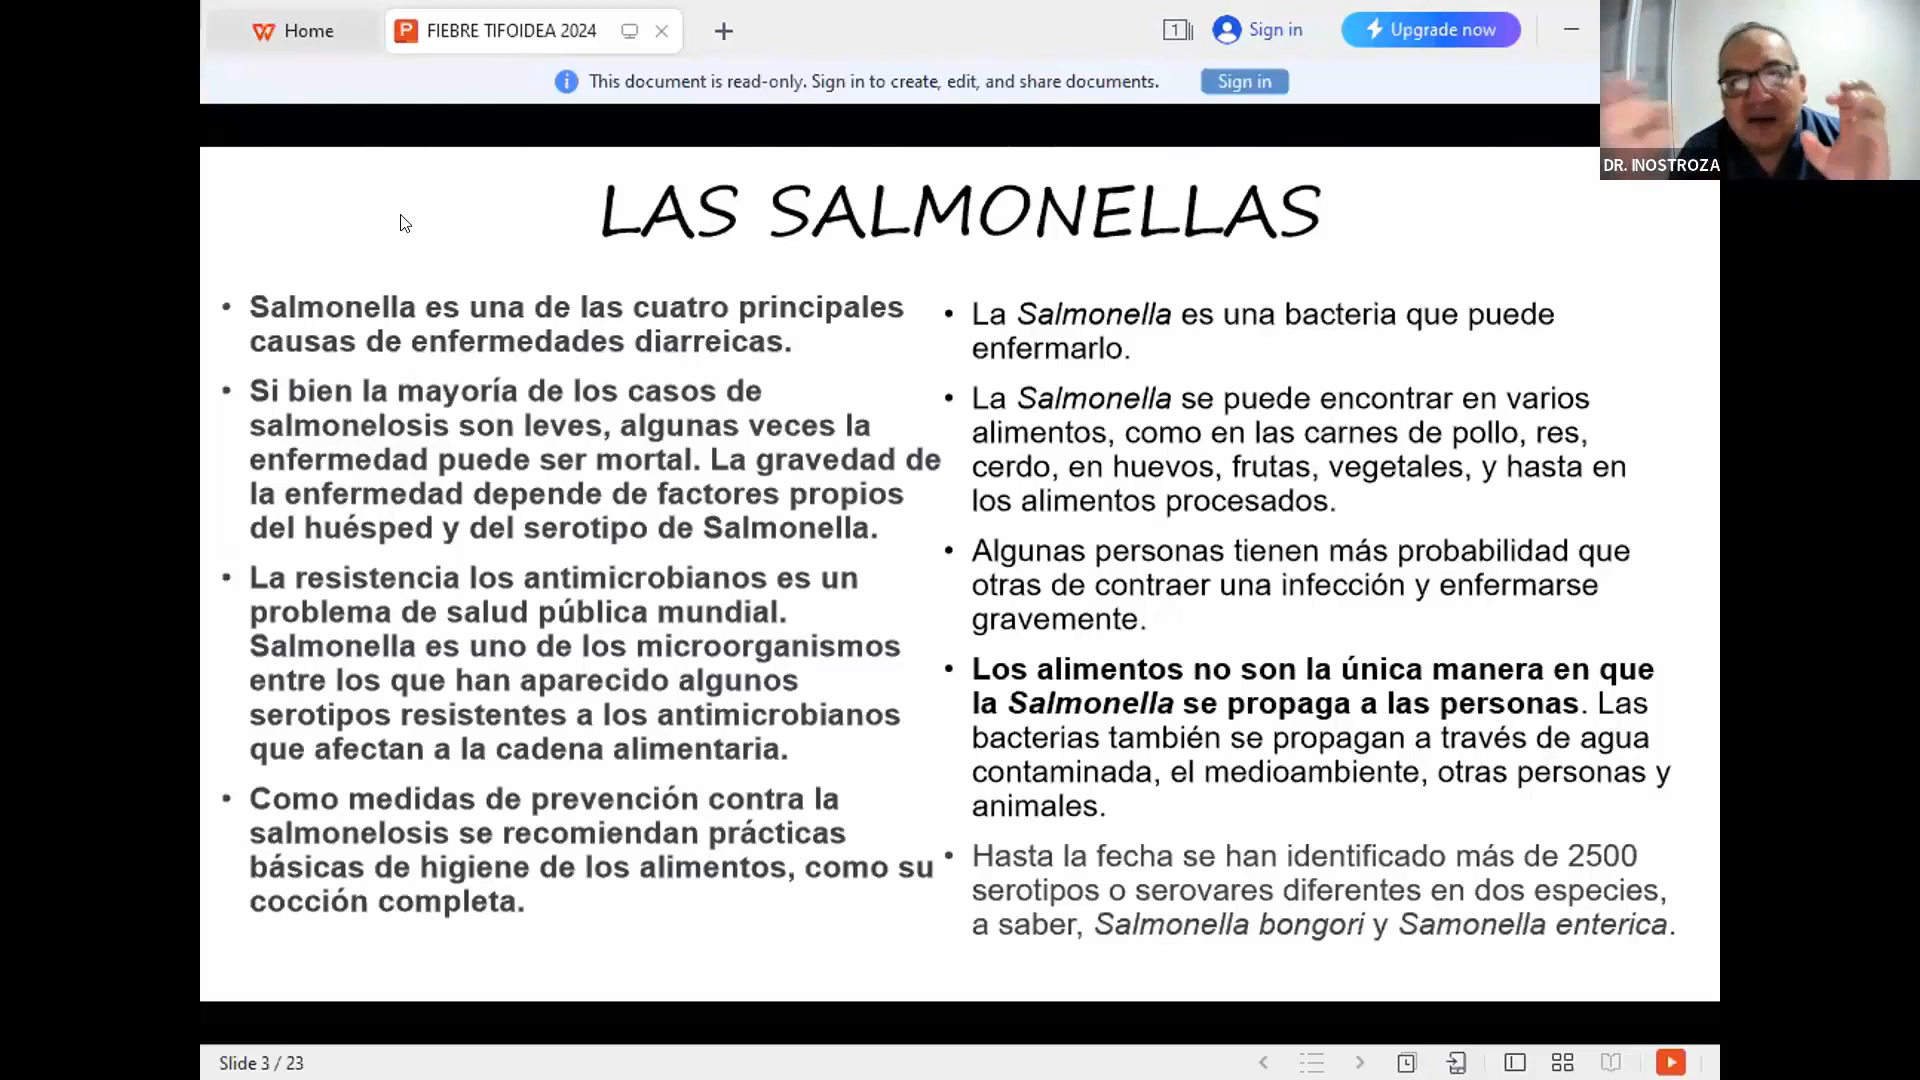 Home
FIEBRE TIFOIDEA 2024
1
Sign in
Upgrade now
This document is read-only. Sign in to create, edit, and share documents.
Sign in
DR. INOSTROZA
LAS SALMONELLAS
• Salmonella es una de las cuatro principales
causas de enfermedades diarreicas.
• Si bien la mayoría de los casos de
salmonelosis son leves, algunas veces la
enfermedad puede ser mortal. La gravedad de
la enfermedad depende de factores propios
del huésped y del serotipo de Salmonella.
• La resistencia los antimicrobianos es un
problema de salud pública mundial.
Salmonella es uno de los microorganismos
entre los que han aparecido algunos
serotipos resistentes a los antimicrobianos
que afectan a la cadena alimentaria.
• Como medidas de prevención contra la
salmonelosis se recomiendan prácticas
básicas de higiene de los alimentos, como su
cocción completa.
• La Salmonella es una bacteria que puede
enfermarlo.
• La Salmonella se puede encontrar en varios
alimentos, como en las carnes de pollo, res,
cerdo, en huevos, frutas, vegetales, y hasta en
los alimentos procesados.
• Algunas personas tienen más probabilidad que
otras de contraer una infección y enfermarse
gravemente.
• Los alimentos no son la única manera en que
la Salmonella se propaga a las personas. Las
bacterias también se propagan a través de agua
contaminada, el medioambiente, otras personas y
animales.
• Hasta la fecha se han identificado más de 2500
serotipos o serovares diferentes en dos especies,
a saber, Salmonella bongori y Samonella enterica.
Slide 3 / 23